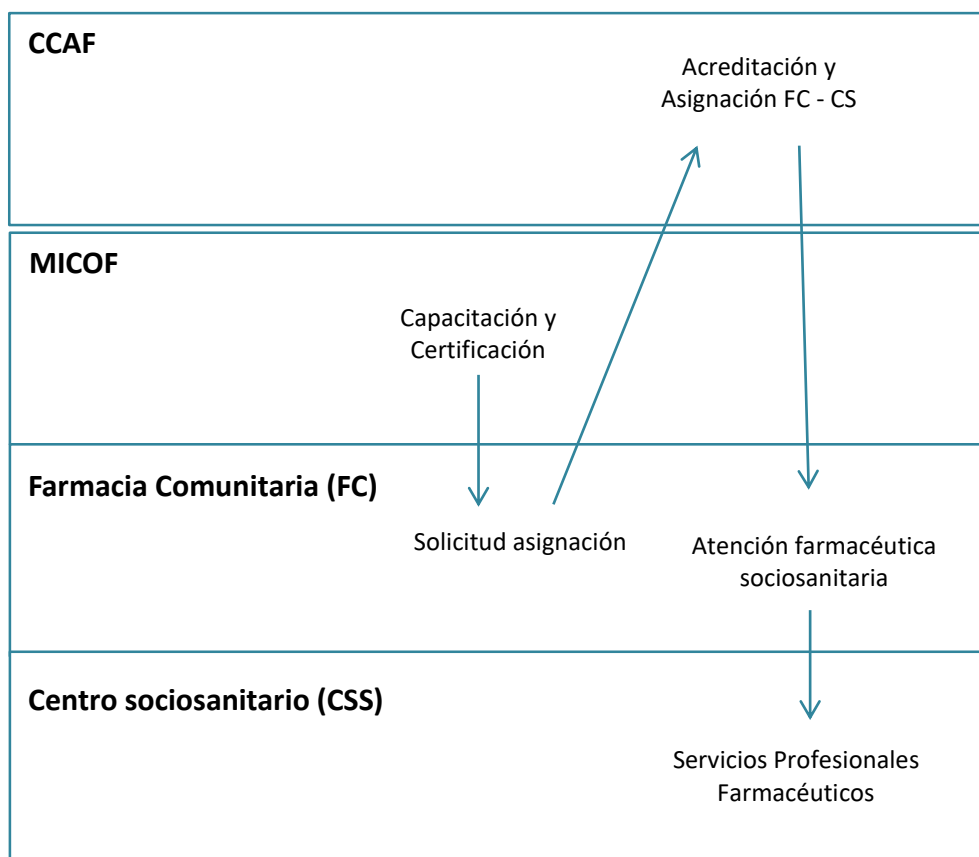 CCAF
Acreditación y
Asignación FC - CS
MICOF
Capacitación y
Certificación
Farmacia Comunitaria (FC)
Solicitud asignación
Atención farmacéutica
sociosanitaria
Centro sociosanitario (CSS)
Servicios Profesionales
Farmacéuticos